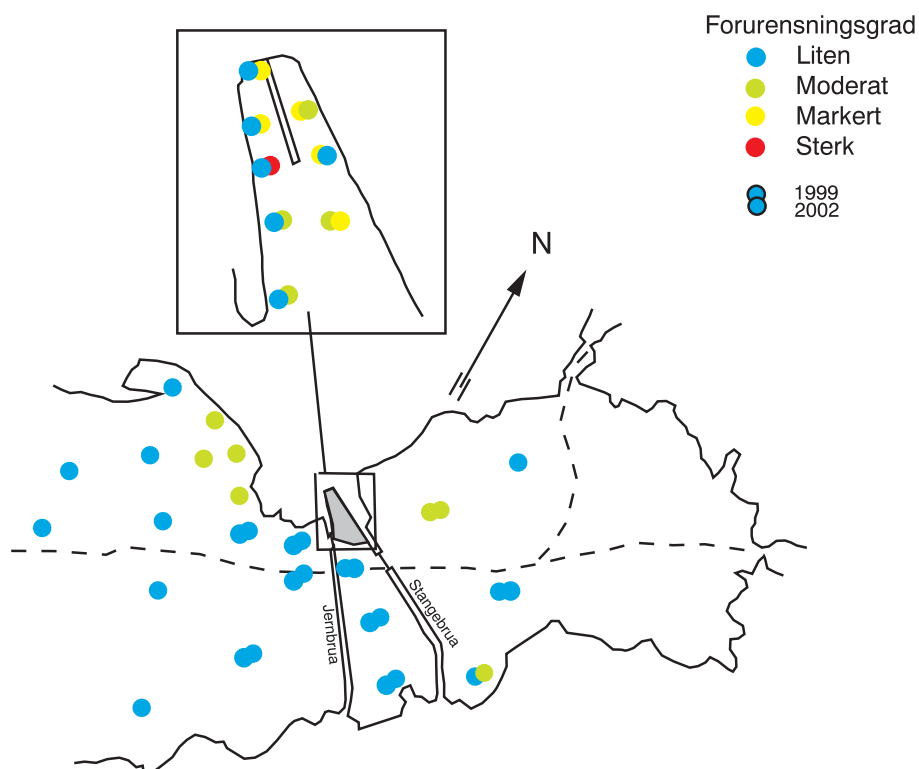 Forurensningsgrad
Liten
Moderat
Markert
Sterk
1999
2002
N
Jernbrua
Stangebrua